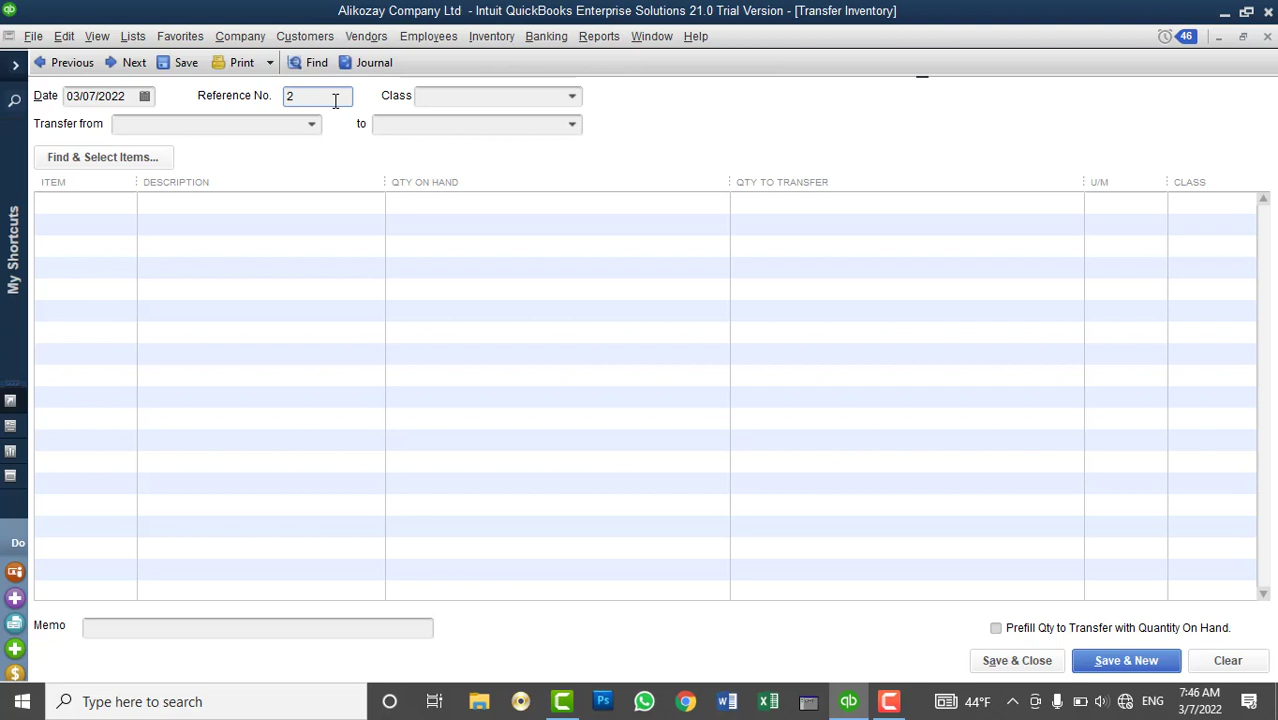 Alikozay Company Ltd - Intuit QuickBooks Enterprise Solutions 21.0 Trial Version - [Transfer Inventory]
File Edit View Lists Favorites Company Customers Vendors Employees Inventory Banking Reports Window Help 46
Previous Next Save Print Find Journal
Date 03/07/2022 Reference No. 2 Class
Transfer from to
Find & Select Items...
ITEM DESCRIPTION QTY ON HAND QTY TO TRANSFER U/M CLASS
My Shortcuts
Do
Memo
Prefill Qty to Transfer with Quantity On Hand.
Save & Close Save & New Clear
Type here to search
44°F ENG
7:46 AM
3/7/2022